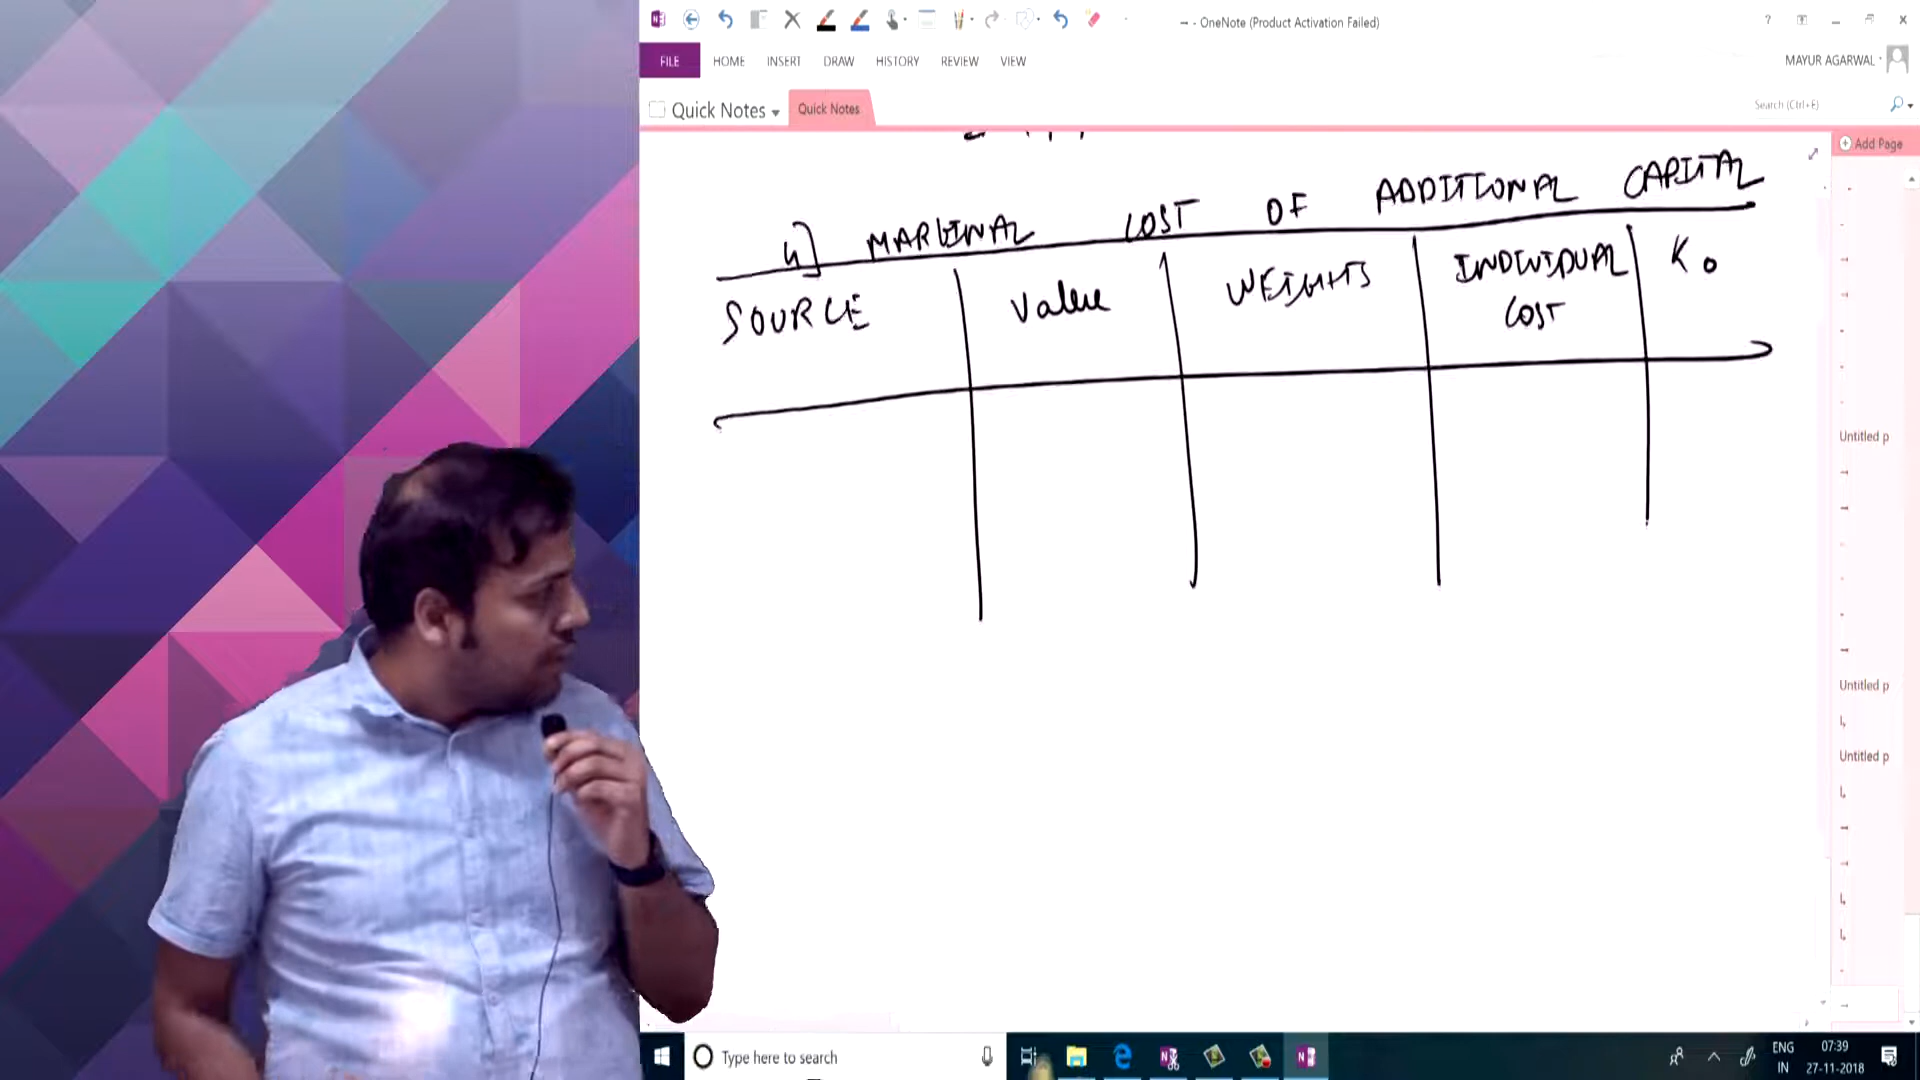 - OneNote (Product Activation Failed)
?
FILE HOME INSERT DRAW HISTORY REVIEW VIEW
MAYUR AGARWAL
Quick Notes
Quick Notes
Search (Ctrl+E)
Add Page
4] MARGINAL COST OF ADDITIONAL CAPITAL
SOURCE
Value
WEIGHTS
INDIVIDUAL
COST
Ko
Untitled p
Untitled p
Untitled p
Type here to search
ENG
IN
07:39
27-11-2018